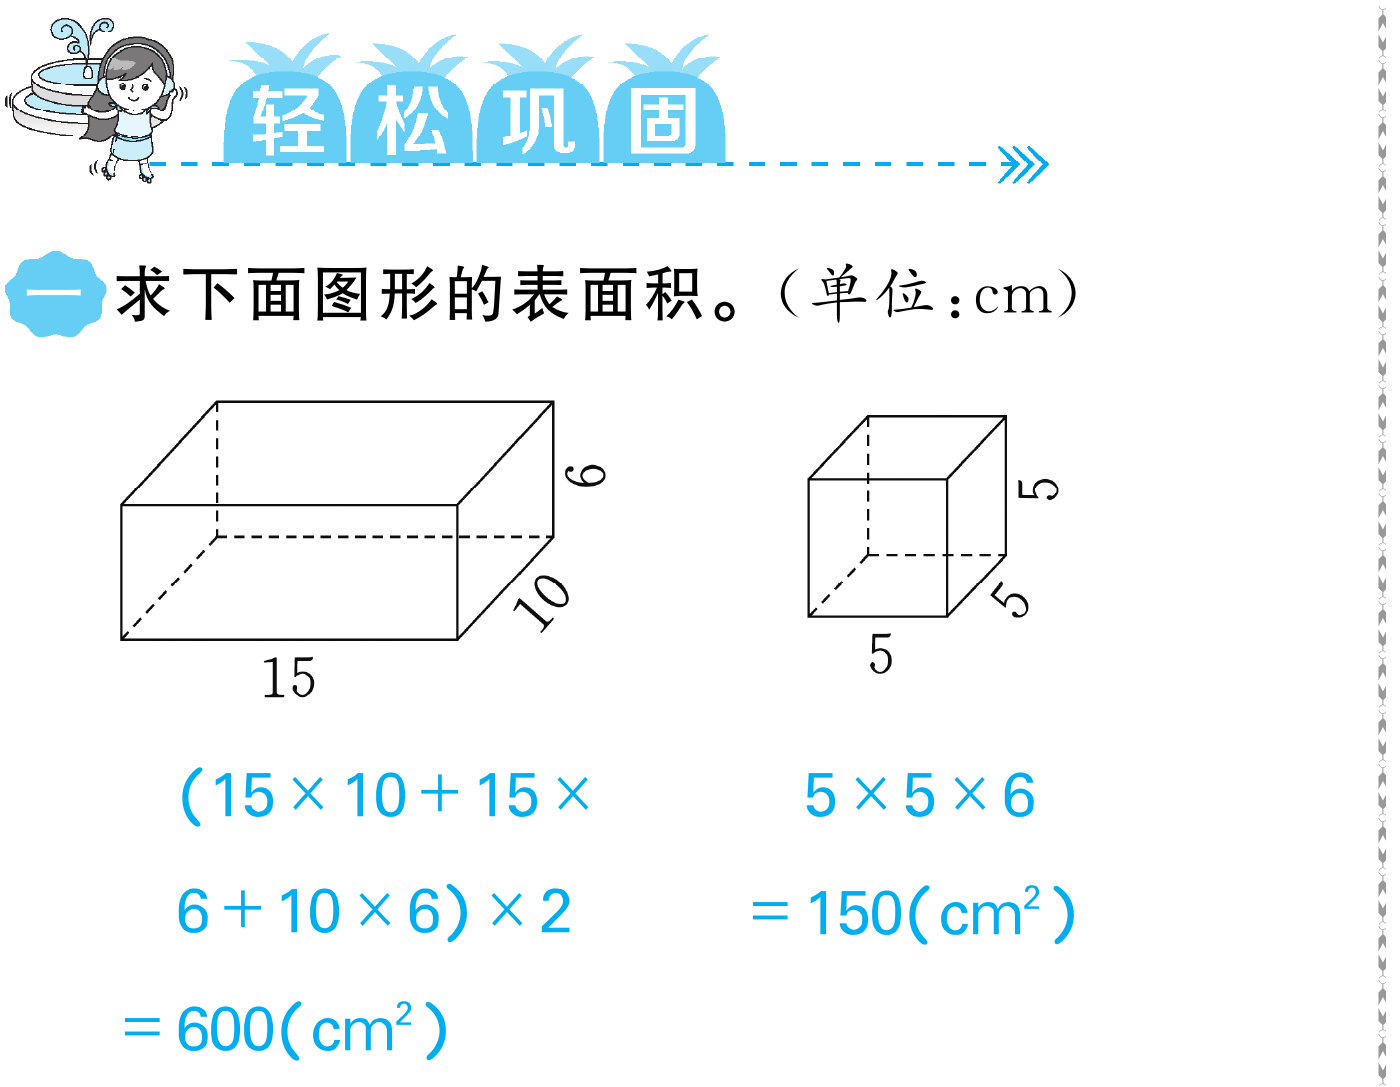 轻松巩固
一 求下面图形的表面积。(单位:cm)
6
10
15
5
5
5
(15×10+15×
6+10×6)×2
=600(cm²)
5×5×6
=150(cm²)